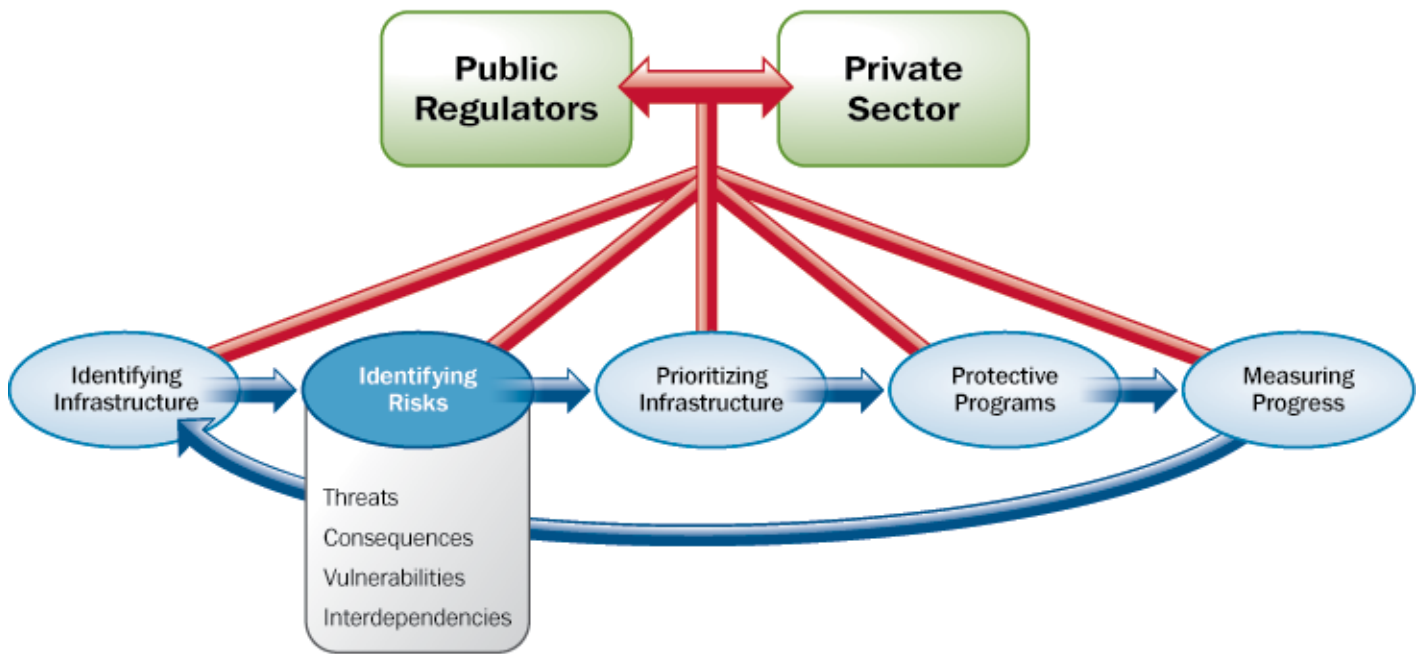 Public
Regulators
Private
Sector
Identifying
Infrastructure
Identifying
Risks
Prioritizing
Infrastructure
Protective
Programs
Measuring
Progress
Threats
Consequences
Vulnerabilities
Interdependencies